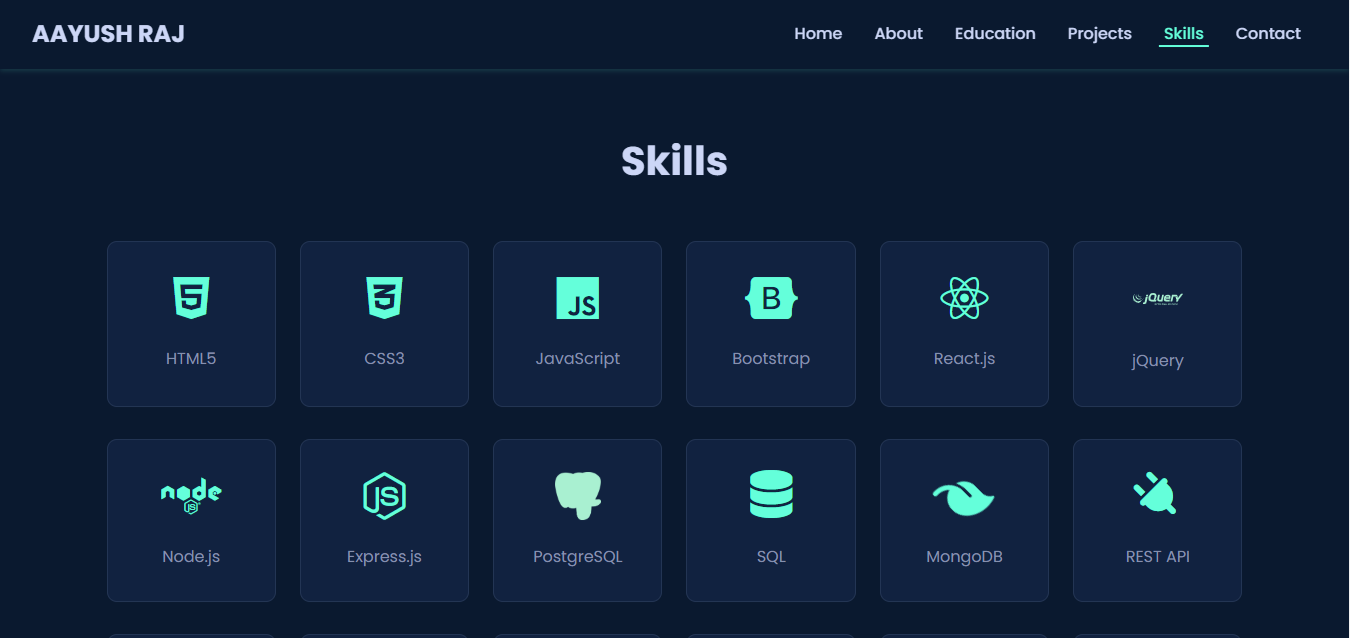 AAYUSH RAJ
Home About Education Projects Skills Contact
Skills
5 3 JS B jQuery
HTML5 CSS3 JavaScript Bootstrap React.js jQuery
node JS JS
Node.js Express.js PostgreSQL SQL MongoDB REST API